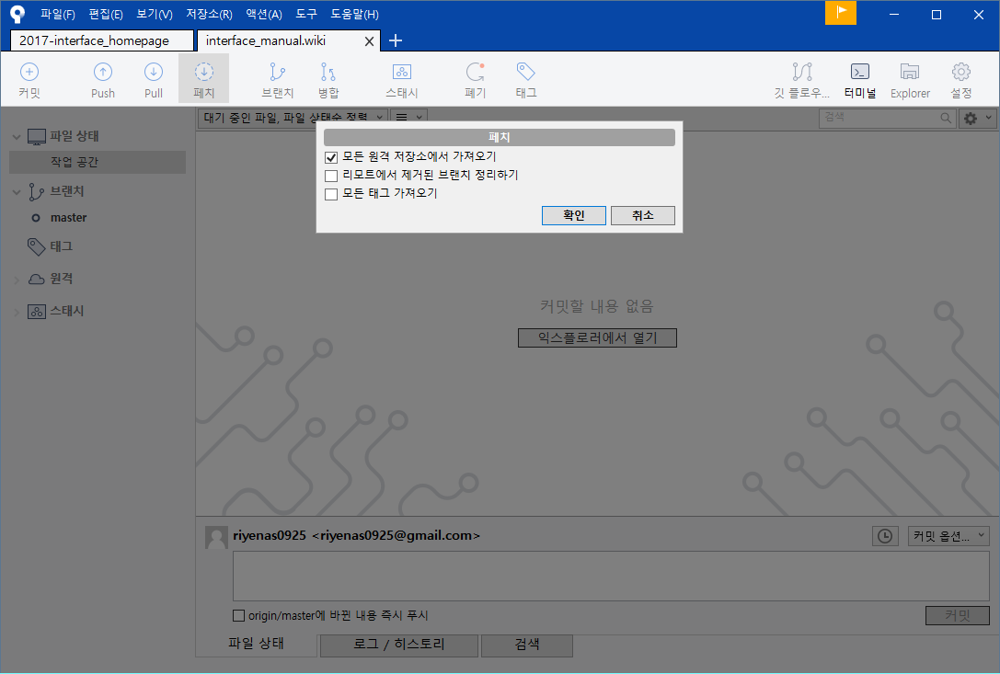 파일(F) 편집(E) 보기(V) 저장소(R) 액션(A) 도구 도움말(H)
2017-interface_homepage interface_manual.wiki
커밋 Push Pull 페치 브랜치 병합 스태시 폐기 태그 깃 플로우... 터미널 Explorer 설정
대기 중인 파일, 파일 상태순 정렬 검색
파일 상태
작업 공간
브랜치
master
태그
원격
스태시
페치
모든 원격 저장소에서 가져오기
리모트에서 제거된 브랜치 정리하기
모든 태그 가져오기
확인 취소
커밋할 내용 없음
익스플로러에서 열기
riyenas0925 <riyenas0925@gmail.com>
커밋 옵션...
origin/master에 바뀐 내용 즉시 푸시
커밋
파일 상태 로그 / 히스토리 검색